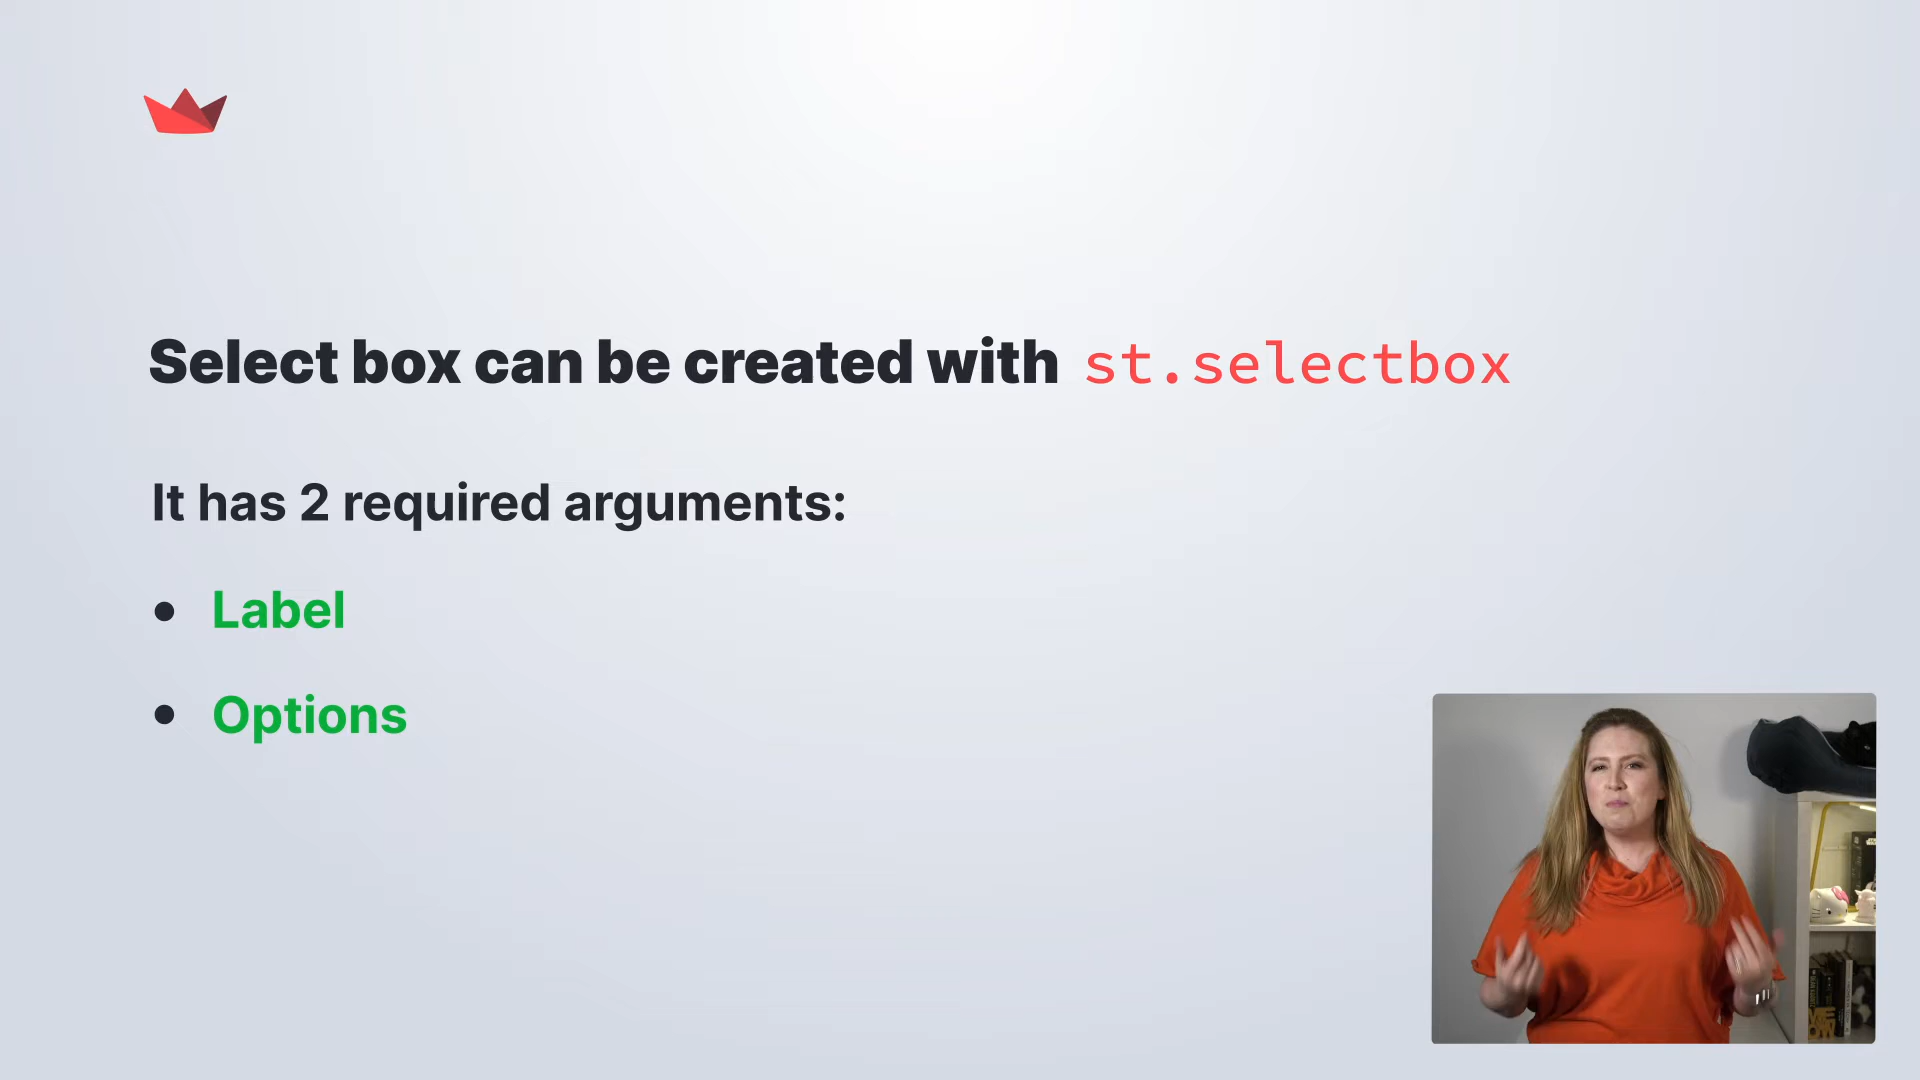 Select box can be created with st.selectbox
It has 2 required arguments:
• Label
• Options